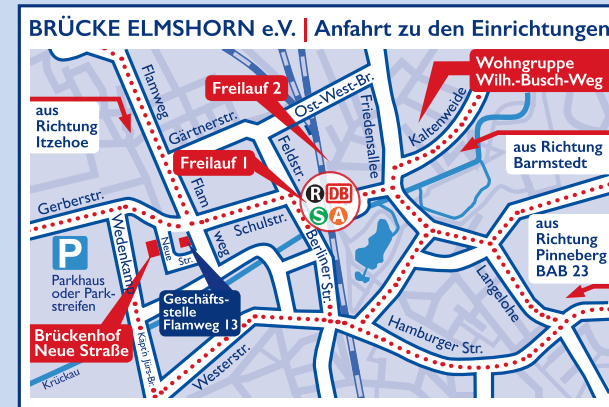 BRÜCKE ELMSHORN e.V. | Anfahrt zu den Einrichtungen
Wohngruppe
Wilh.-Busch-Weg
Flamweg
Freilauf 2
Ost-West-Br.
Friedensallee
Kaltenweide
aus
Richtung
Itzehoe
Gärtnerstr.
Feldstr.
aus Richtung
Barmstedt
Freilauf 1
Flam
weg
R DB
S A
Gerberstr.
Schulstr.
Wedenkamp
Neue
Str.
Berliner Str.
aus
Richtung
Pinneberg
BAB 23
P
Parkhaus
oder Park-
streifen
Geschäfts-
stelle
Flamweg 13
Langelohe
Brückenhof
Neue Straße
Kapch Jürs-Br.
Hamburger Str.
Westerstr.
Krückau